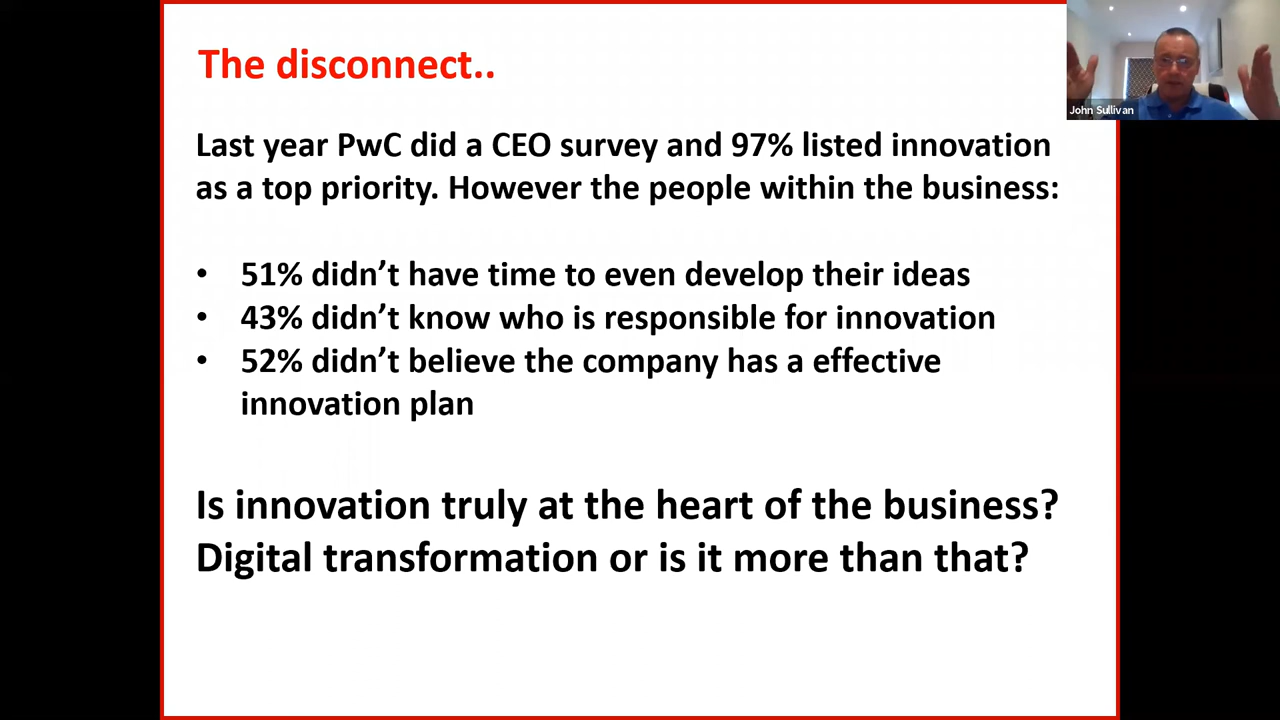 The disconnect..
John Sullivan
Last year PwC did a CEO survey and 97% listed innovation
as a top priority. However the people within the business:
• 51% didn’t have time to even develop their ideas
• 43% didn’t know who is responsible for innovation
• 52% didn’t believe the company has a effective
innovation plan
Is innovation truly at the heart of the business?
Digital transformation or is it more than that?